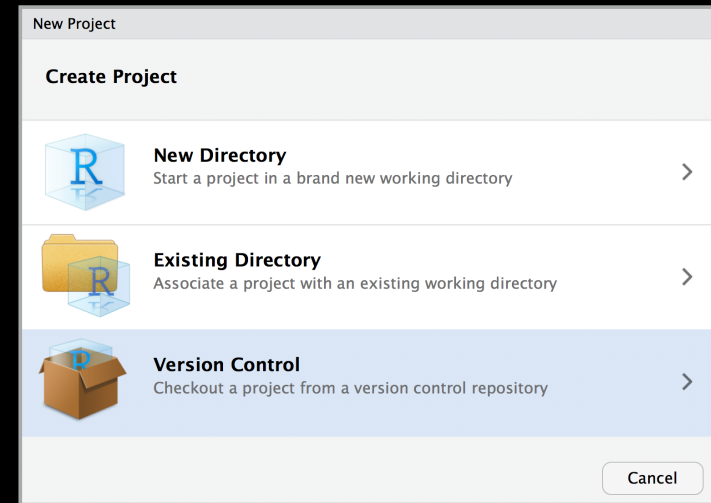 New Project
Create Project
R
New Directory
Start a project in a brand new working directory
R
Existing Directory
Associate a project with an existing working directory
R
Version Control
Checkout a project from a version control repository
Cancel